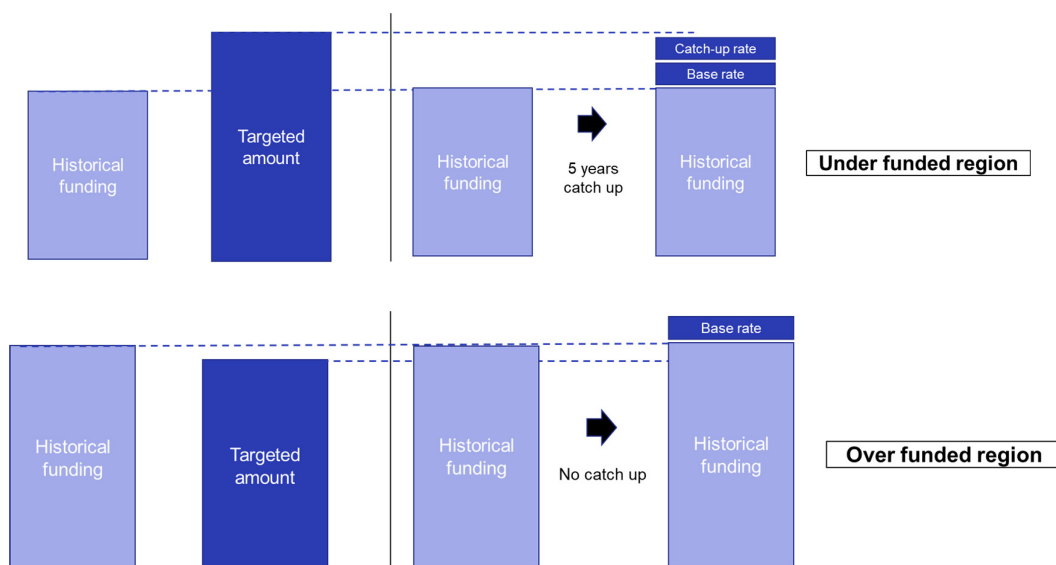 Catch-up rate
Base rate
Historical
funding
Targeted
amount
Historical
funding
5 years
catch up
Historical
funding
Under funded region
Base rate
Historical
funding
Targeted
amount
Historical
funding
No catch up
Historical
funding
Over funded region